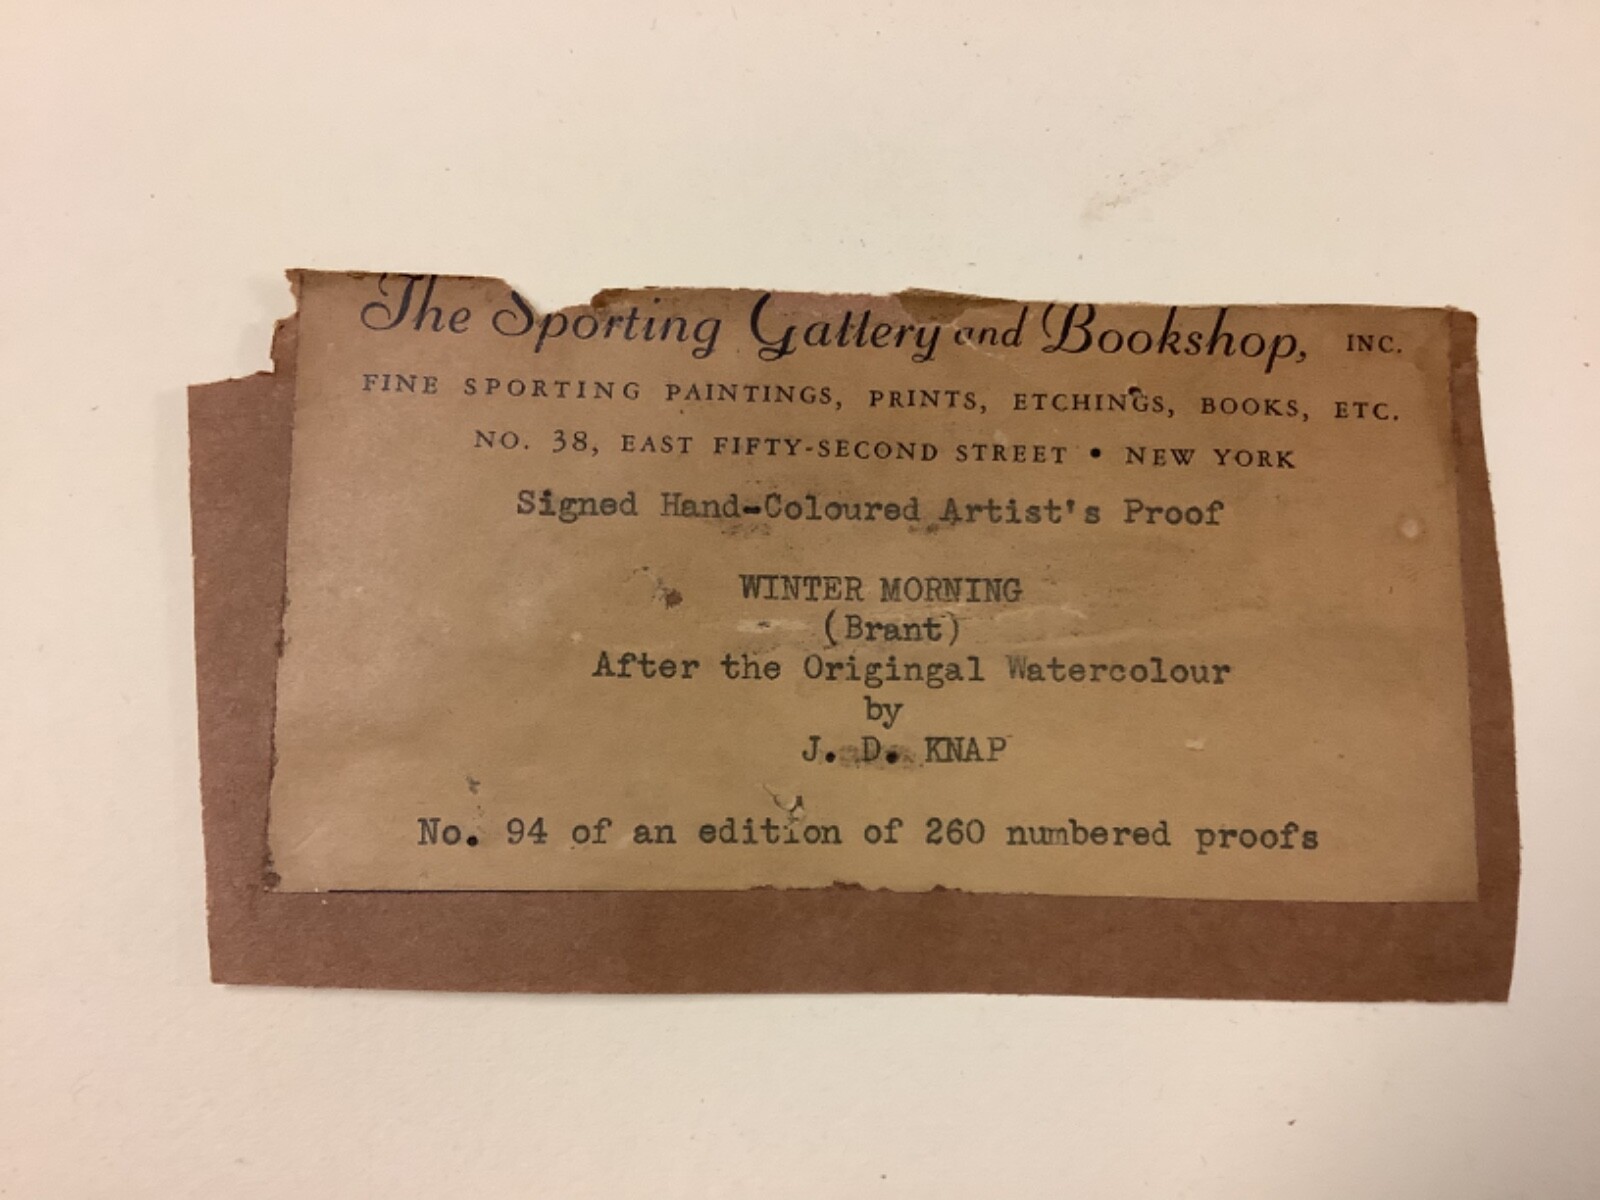 The Sporting Gallery and Bookshop, INC.
FINE SPORTING PAINTINGS, PRINTS, ETCHINGS, BOOKS, ETC.
NO. 38, EAST FIFTY-SECOND STREET • NEW YORK
Signed Hand-Coloured Artist's Proof
WINTER MORNING
(Brant)
After the Origingal Watercolour
by
J. D. KNAP
No. 94 of an edition of 260 numbered proofs